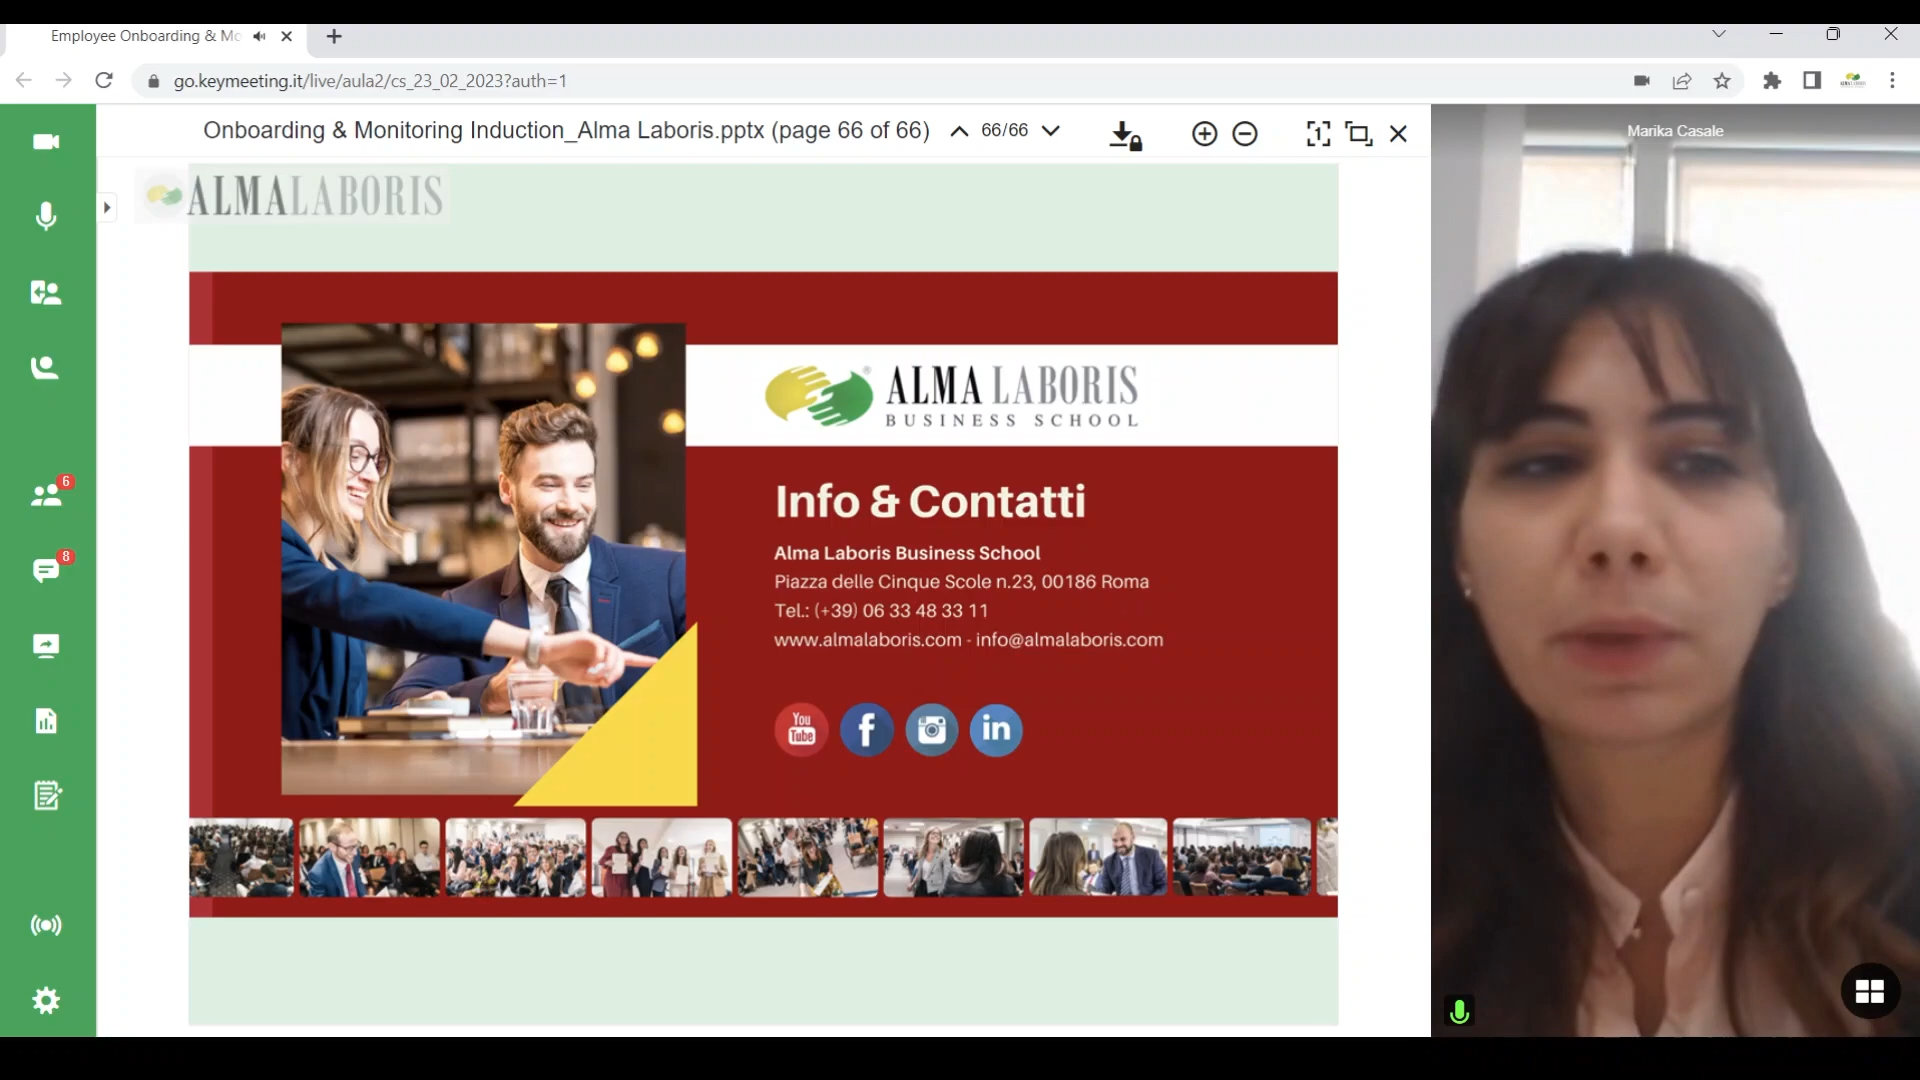 Employee Onboarding & Mo
go.keymeeting.it/live/aula2/cs_23_02_2023?auth=1
Onboarding & Monitoring Induction_Alma Laboris.pptx (page 66 of 66)
66/66
1
Marika Casale
ALMALABORIS
ALMA LABORIS
®
BUSINESS SCHOOL
Info & Contatti
Alma Laboris Business School
Piazza delle Cinque Scole n.23, 00186 Roma
Tel.: (+39) 06 33 48 33 11
www.almalaboris.com - info@almalaboris.com
You
Tube
f
in
6
8